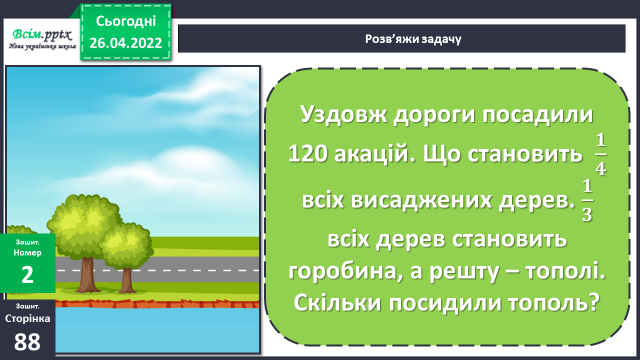 Всім.pptx
Нова українська школа
Сьогодні
26.04.2022
Розв’яжи задачу
Уздовж дороги посадили
120 акацій. Що становить 1/4
всіх висаджених дерев. 1/3
всіх дерев становить
горобина, а решту – тополі.
Скільки посидили тополь?
Зошит.
Номер
2
Зошит.
Сторінка
88